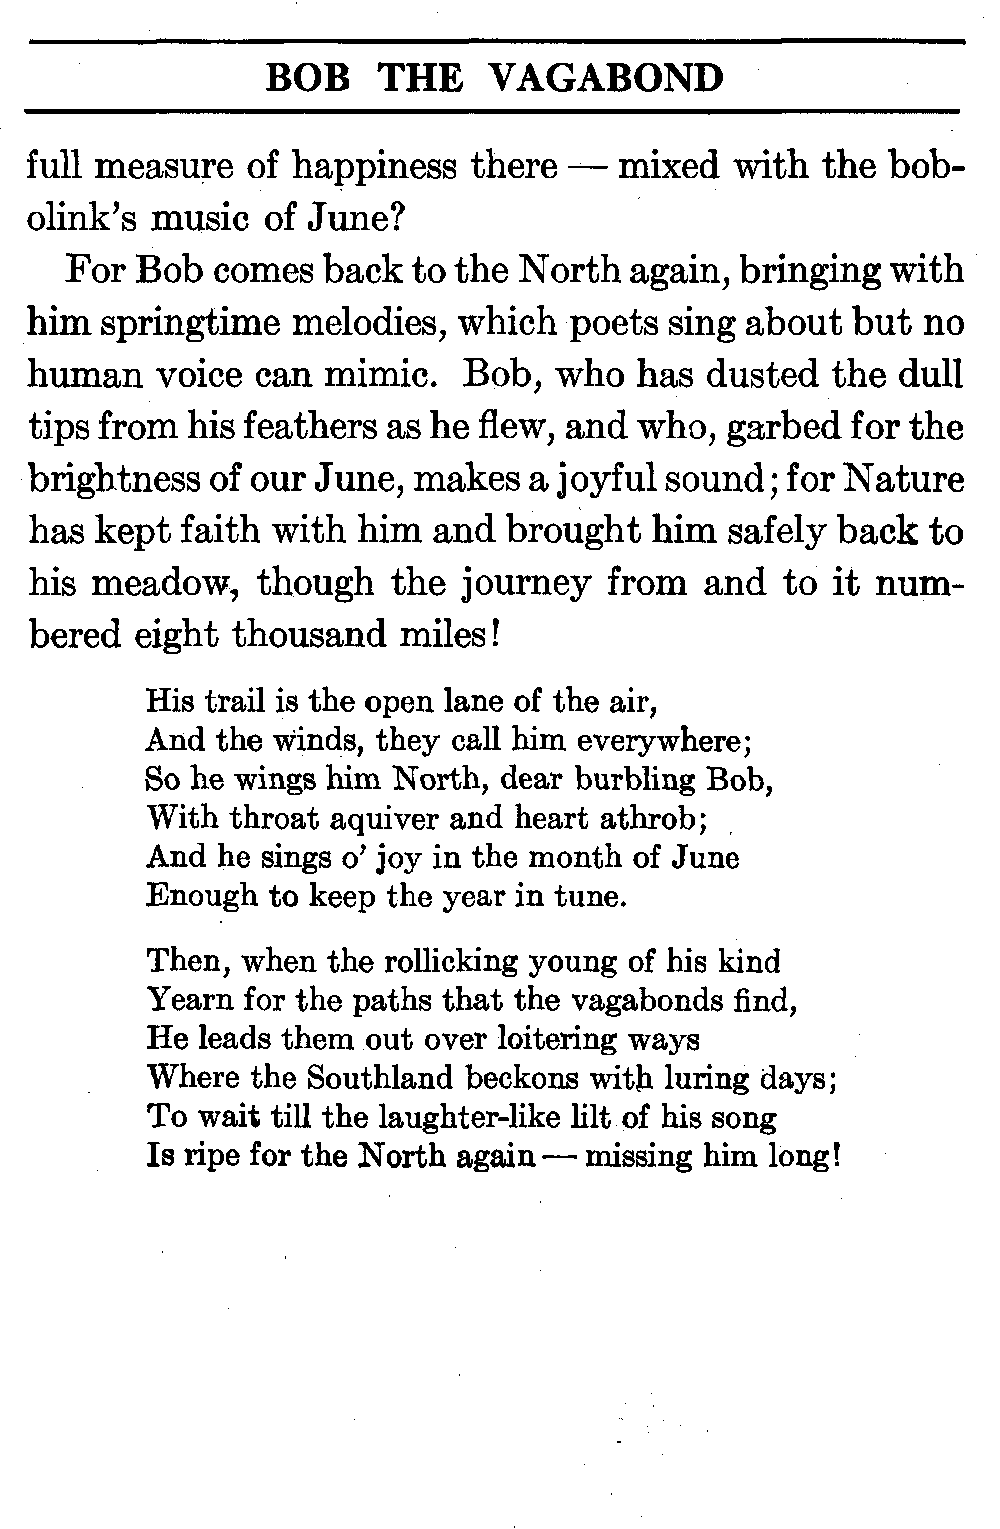 BOB THE VAGABOND
full measure of happiness there — mixed with the bob-
olink's music of June?
For Bob comes back to the North again, bringing with
him springtime melodies, which poets sing about but no
human voice can mimic. Bob, who has dusted the dull
tips from his feathers as he flew, and who, garbed for the
brightness of our June, makes a joyful sound; for Nature
has kept faith with him and brought him safely back to
his meadow, though the journey from and to it num-
bered eight thousand miles!
His trail is the open lane of the air,
And the winds, they call him everywhere;
So he wings him North, dear burbling Bob,
With throat aquiver and heart athrob;
And he sings o' joy in the month of June
Enough to keep the year in tune.
Then, when the rollicking young of his kind
Yearn for the paths that the vagabonds find,
He leads them out over loitering ways
Where the Southland beckons with luring days;
To wait till the laughter-like lilt of his song
Is ripe for the North again — missing him long!